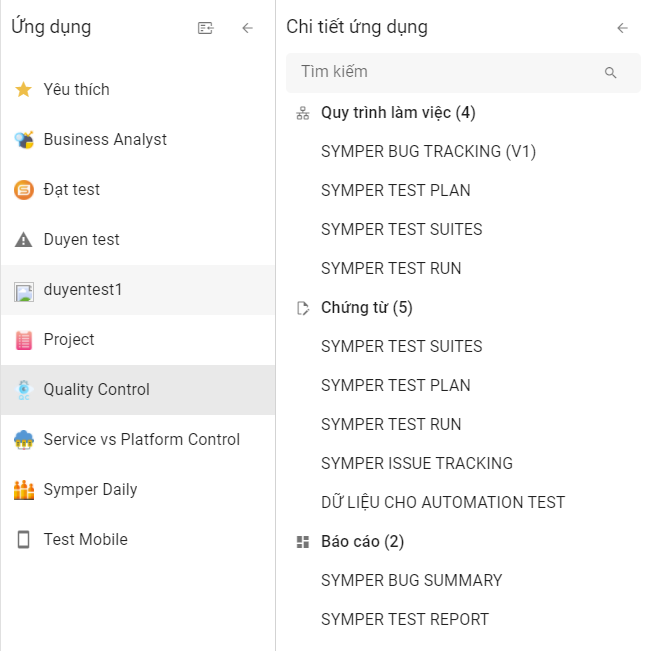 Ứng dụng
Yêu thích
Business Analyst
Đạt test
Duyen test
duyentest1
Project
Quality Control
Service vs Platform Control
Symper Daily
Test Mobile
Chi tiết ứng dụng
Tìm kiếm
Quy trình làm việc (4)
SYMPER BUG TRACKING (V1)
SYMPER TEST PLAN
SYMPER TEST SUITES
SYMPER TEST RUN
Chứng từ (5)
SYMPER TEST SUITES
SYMPER TEST PLAN
SYMPER TEST RUN
SYMPER ISSUE TRACKING
DỮ LIỆU CHO AUTOMATION TEST
Báo cáo (2)
SYMPER BUG SUMMARY
SYMPER TEST REPORT